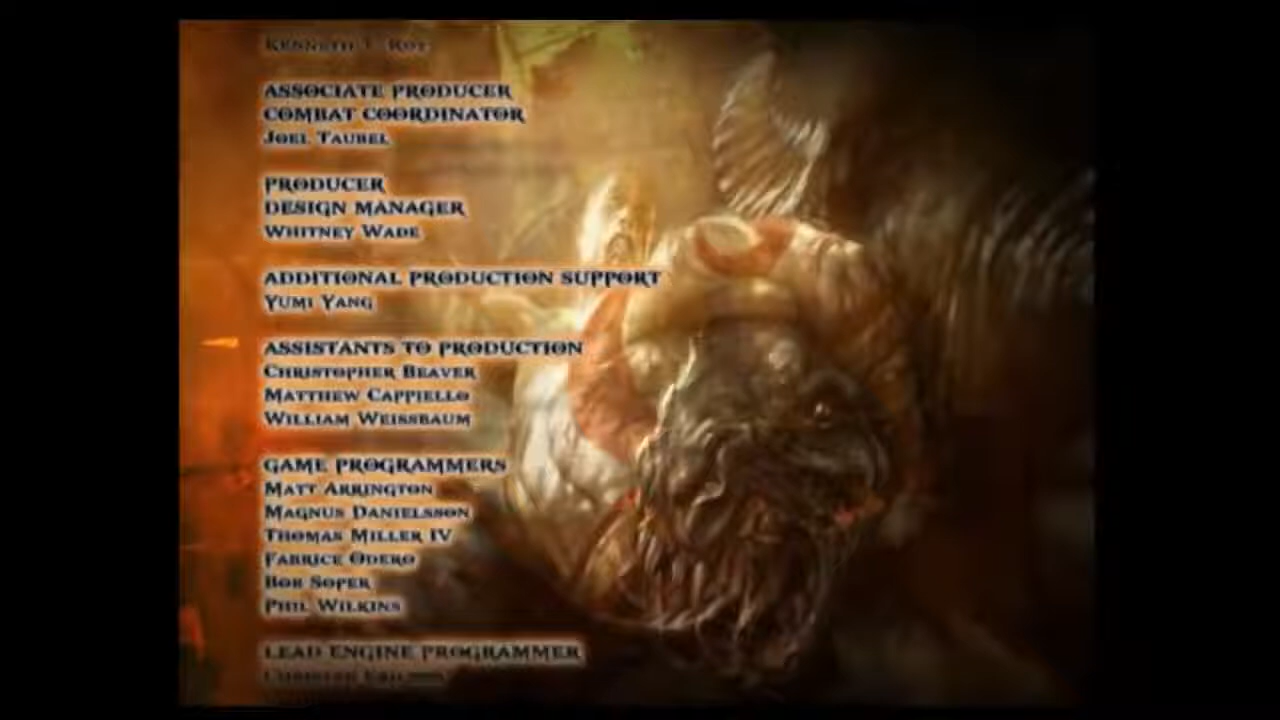 ASSOCIATE PRODUCER
COMBAT COORDINATOR
JOEL TAUBEL
PRODUCER
DESIGN MANAGER
WHITNEY WADE
ADDITIONAL PRODUCTION SUPPORT
YUMI YANG
ASSISTANTS TO PRODUCTION
CHRISTOPHER BEAVER
MATTHEW CAPPIELLO
WILLIAM WEISSBAUM
GAME PROGRAMMERS
MATT ARRINGTON
MAGNUS DANIELSSON
THOMAS MILLER IV
FABRICE ODERO
BOB SOPER
PHIL WILKINS
LEAD ENGINE PROGRAMMER